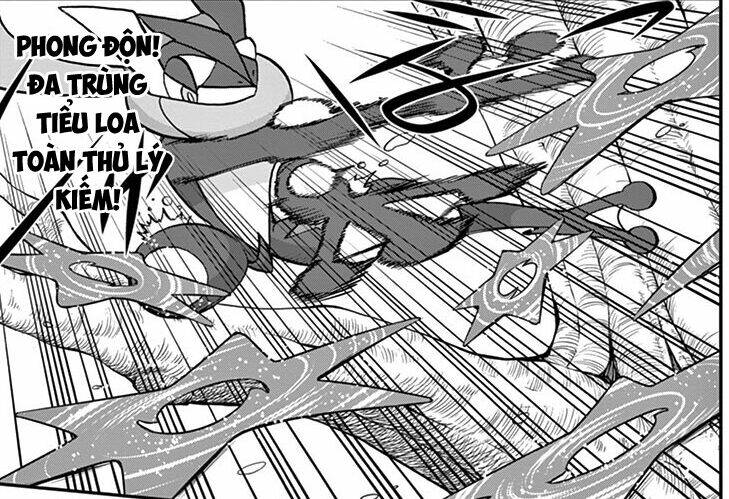 PHONG ĐỘN!
ĐA TRÙNG
TIỂU LOA
TOÀN THỦ LÝ
KIẾM!